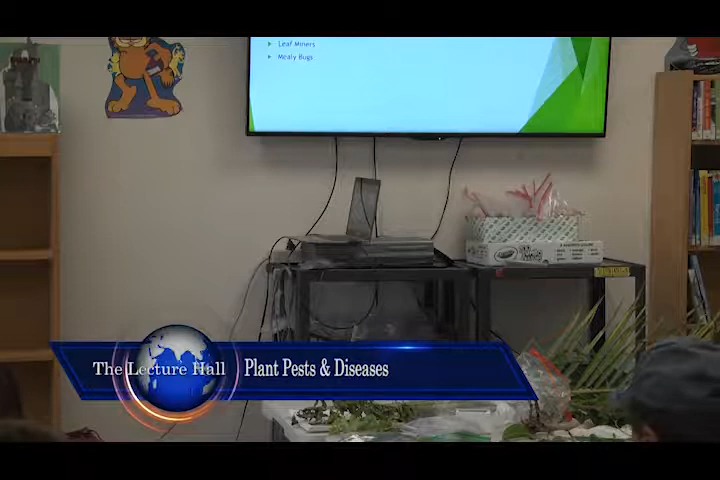 Leaf Miners
Mealy Bugs
The Lecture Hall
Plant Pests & Diseases